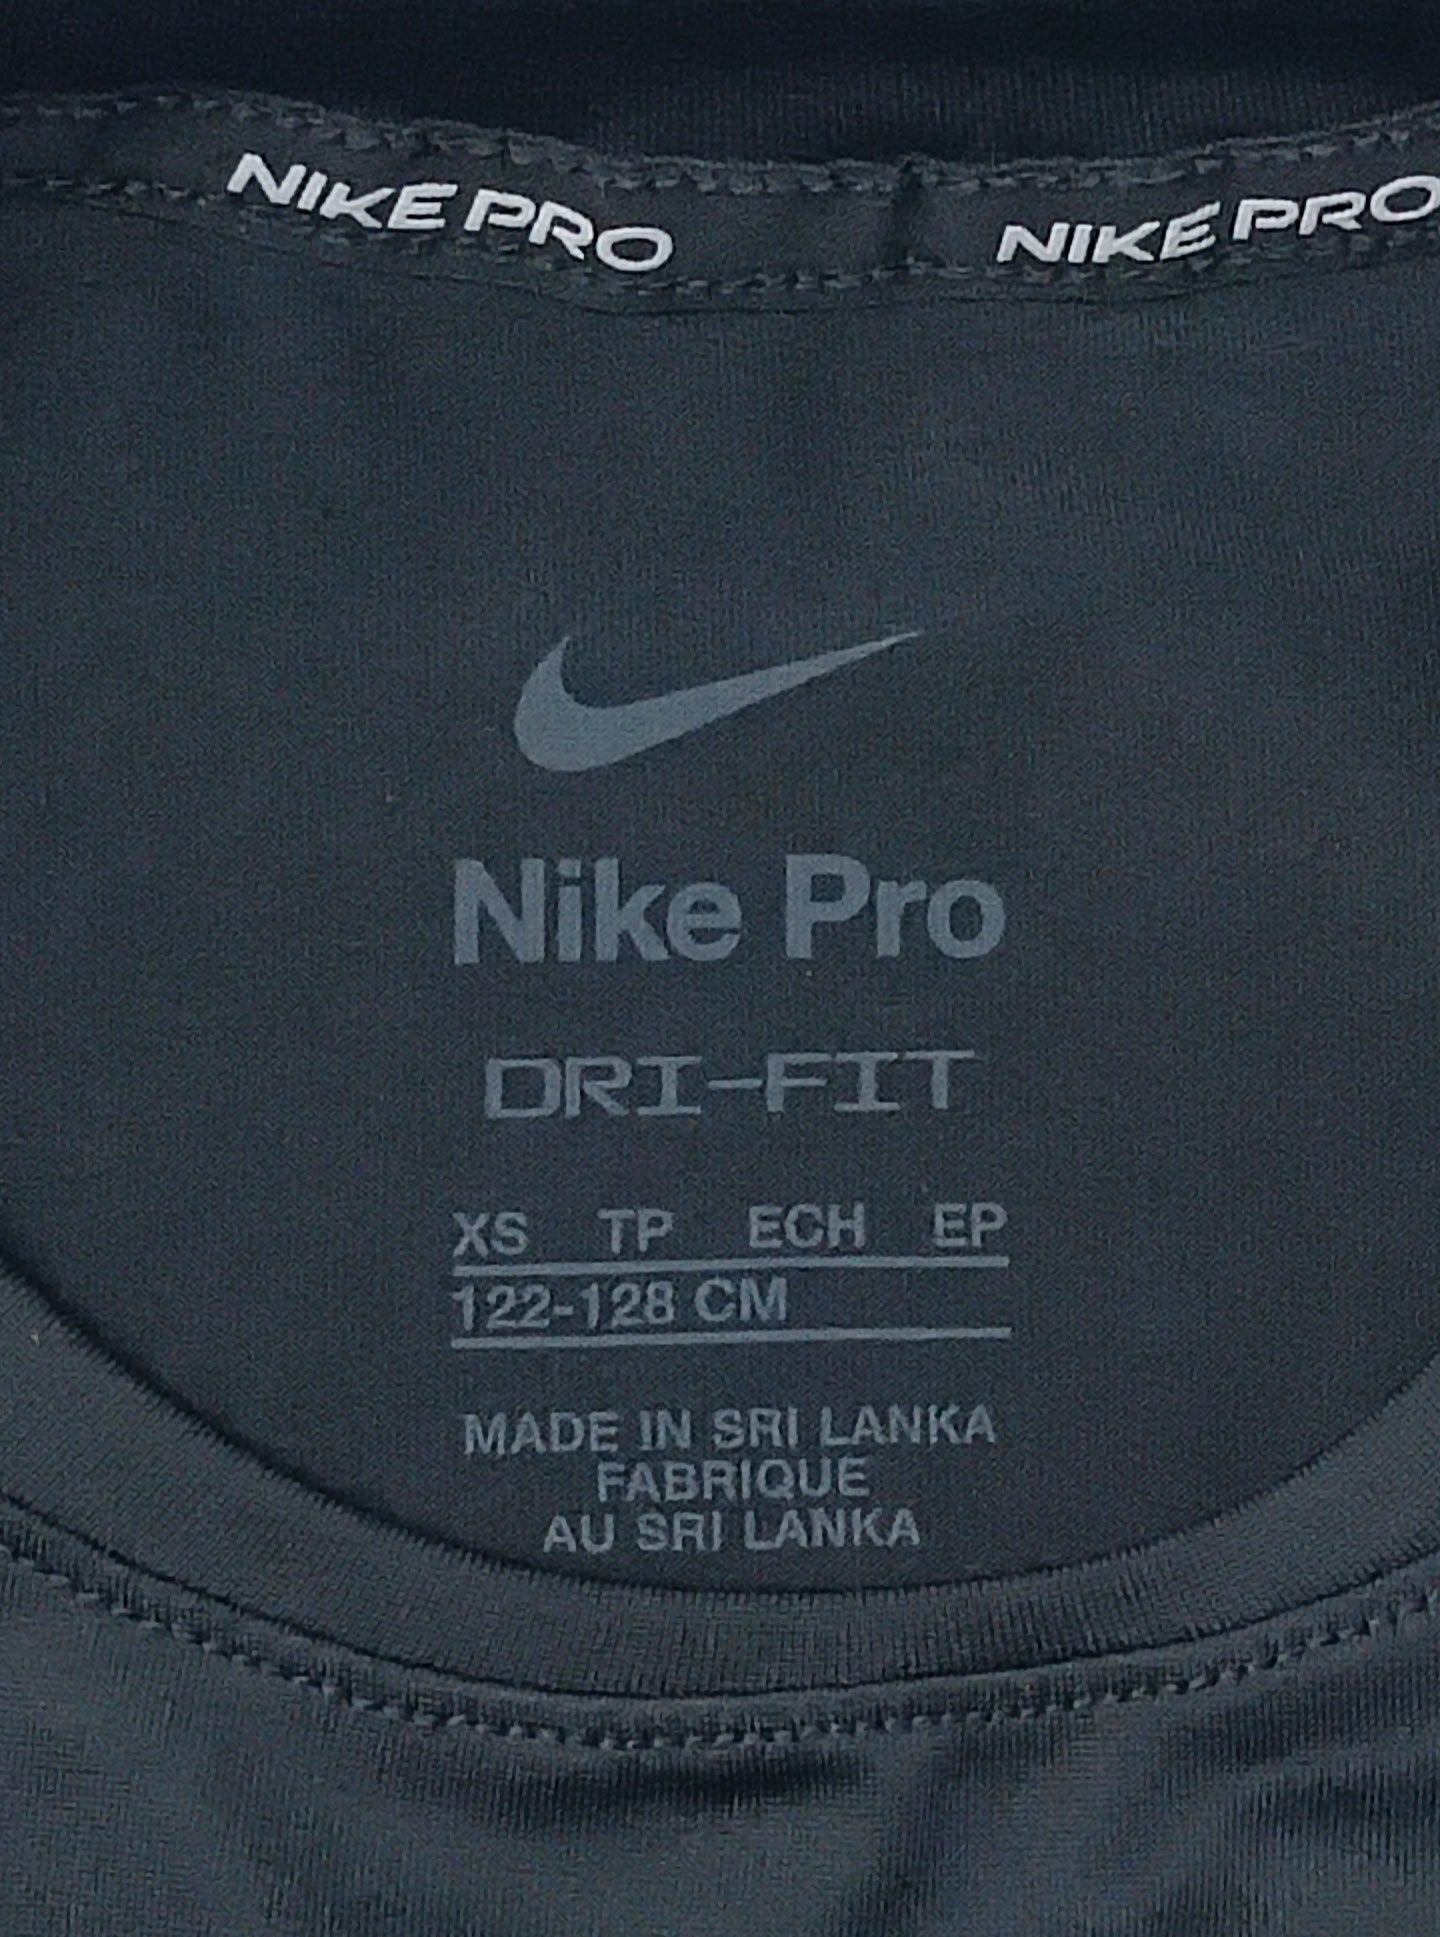 NIKE PRO NIKE PRO
Nike Pro
DRI-FIT
XS TP ECH EP
122-128 CM
MADE IN SRI LANKA
FABRIQUE
AU SRI LANKA